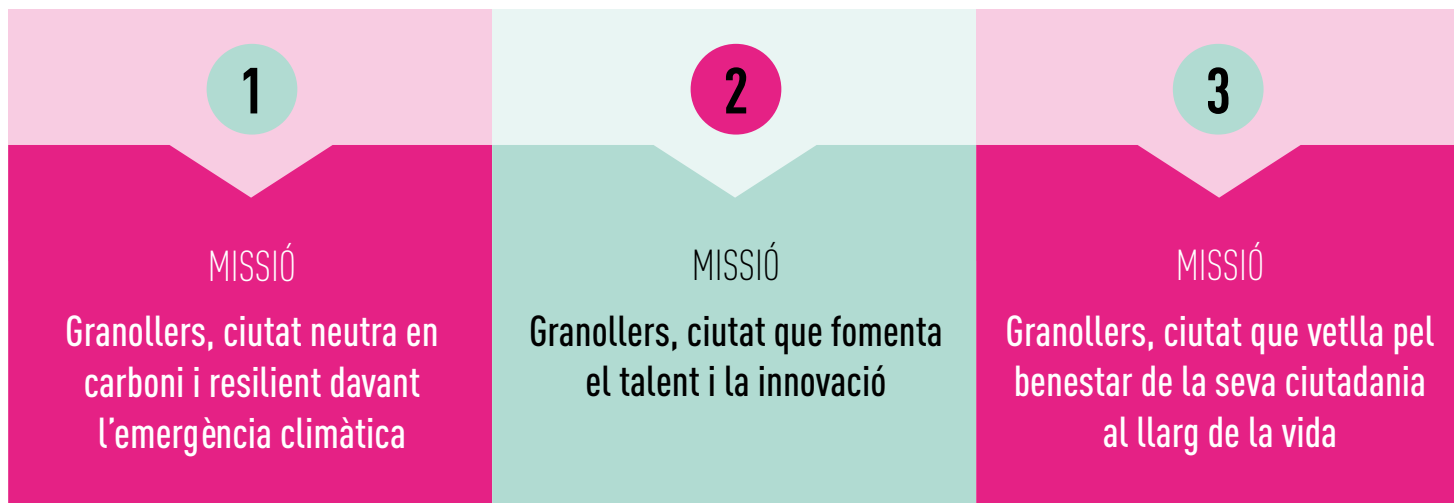 1
MISSIÓ
Granollers, ciutat neutra en
carboni i resilient davant
l’emergència climàtica
2
MISSIÓ
Granollers, ciutat que fomenta
el talent i la innovació
3
MISSIÓ
Granollers, ciutat que vetlla pel
benestar de la seva ciutadania
al llarg de la vida